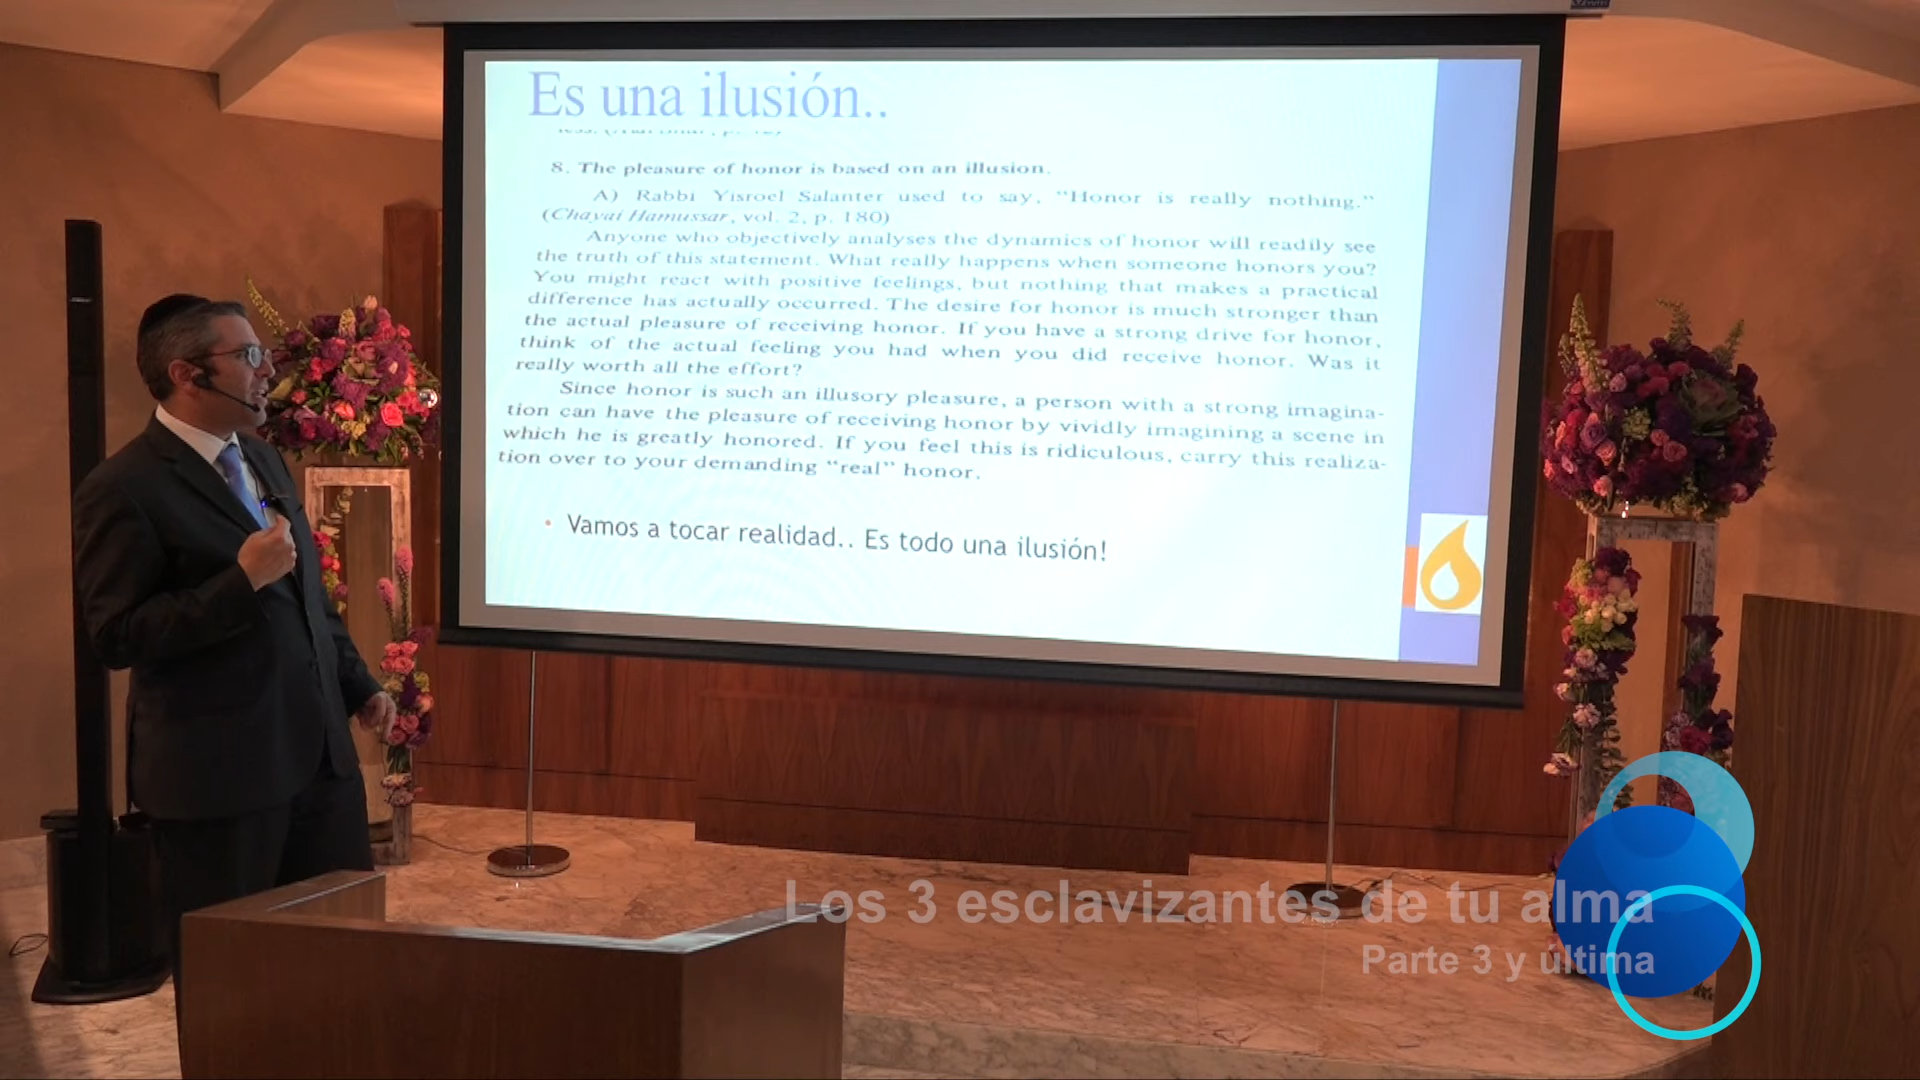 Es una ilusión..
8. The pleasure of honor is based on an illusion.
A) Rabbi Yisroel Salanter used to say, "Honor is really nothing."
(Chayai Hamussar, vol. 2, p. 180)
Anyone who objectively analyses the dynamics of honor will readily see
the truth of this statement. What really happens when someone honors you?
You might react with positive feelings, but nothing that makes a practical
difference has actually occurred. The desire for honor is much stronger than
the actual pleasure of receiving honor. If you have a strong drive for honor,
think of the actual feeling you had when you did receive honor. Was it
really worth all the effort?
Since honor is such an illusory pleasure, a person with a strong imagina-
tion can have the pleasure of receiving honor by vividly imagining a scene in
which he is greatly honored. If you feel this is ridiculous, carry this realiza-
tion over to your demanding "real" honor.
• Vamos a tocar realidad.. Es todo una ilusión!
Los 3 esclavizantes de tu alma
Parte 3 y última